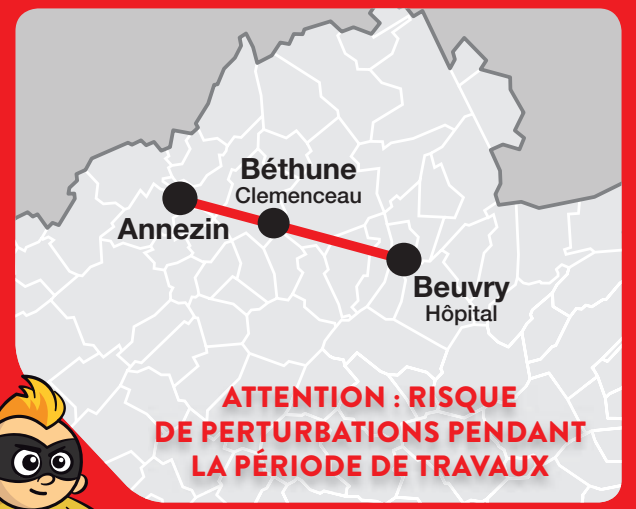 Béthune
Clemenceau
Annezin
Beuvry
Hôpital
ATTENTION : RISQUE
DE PERTURBATIONS PENDANT
LA PÉRIODE DE TRAVAUX